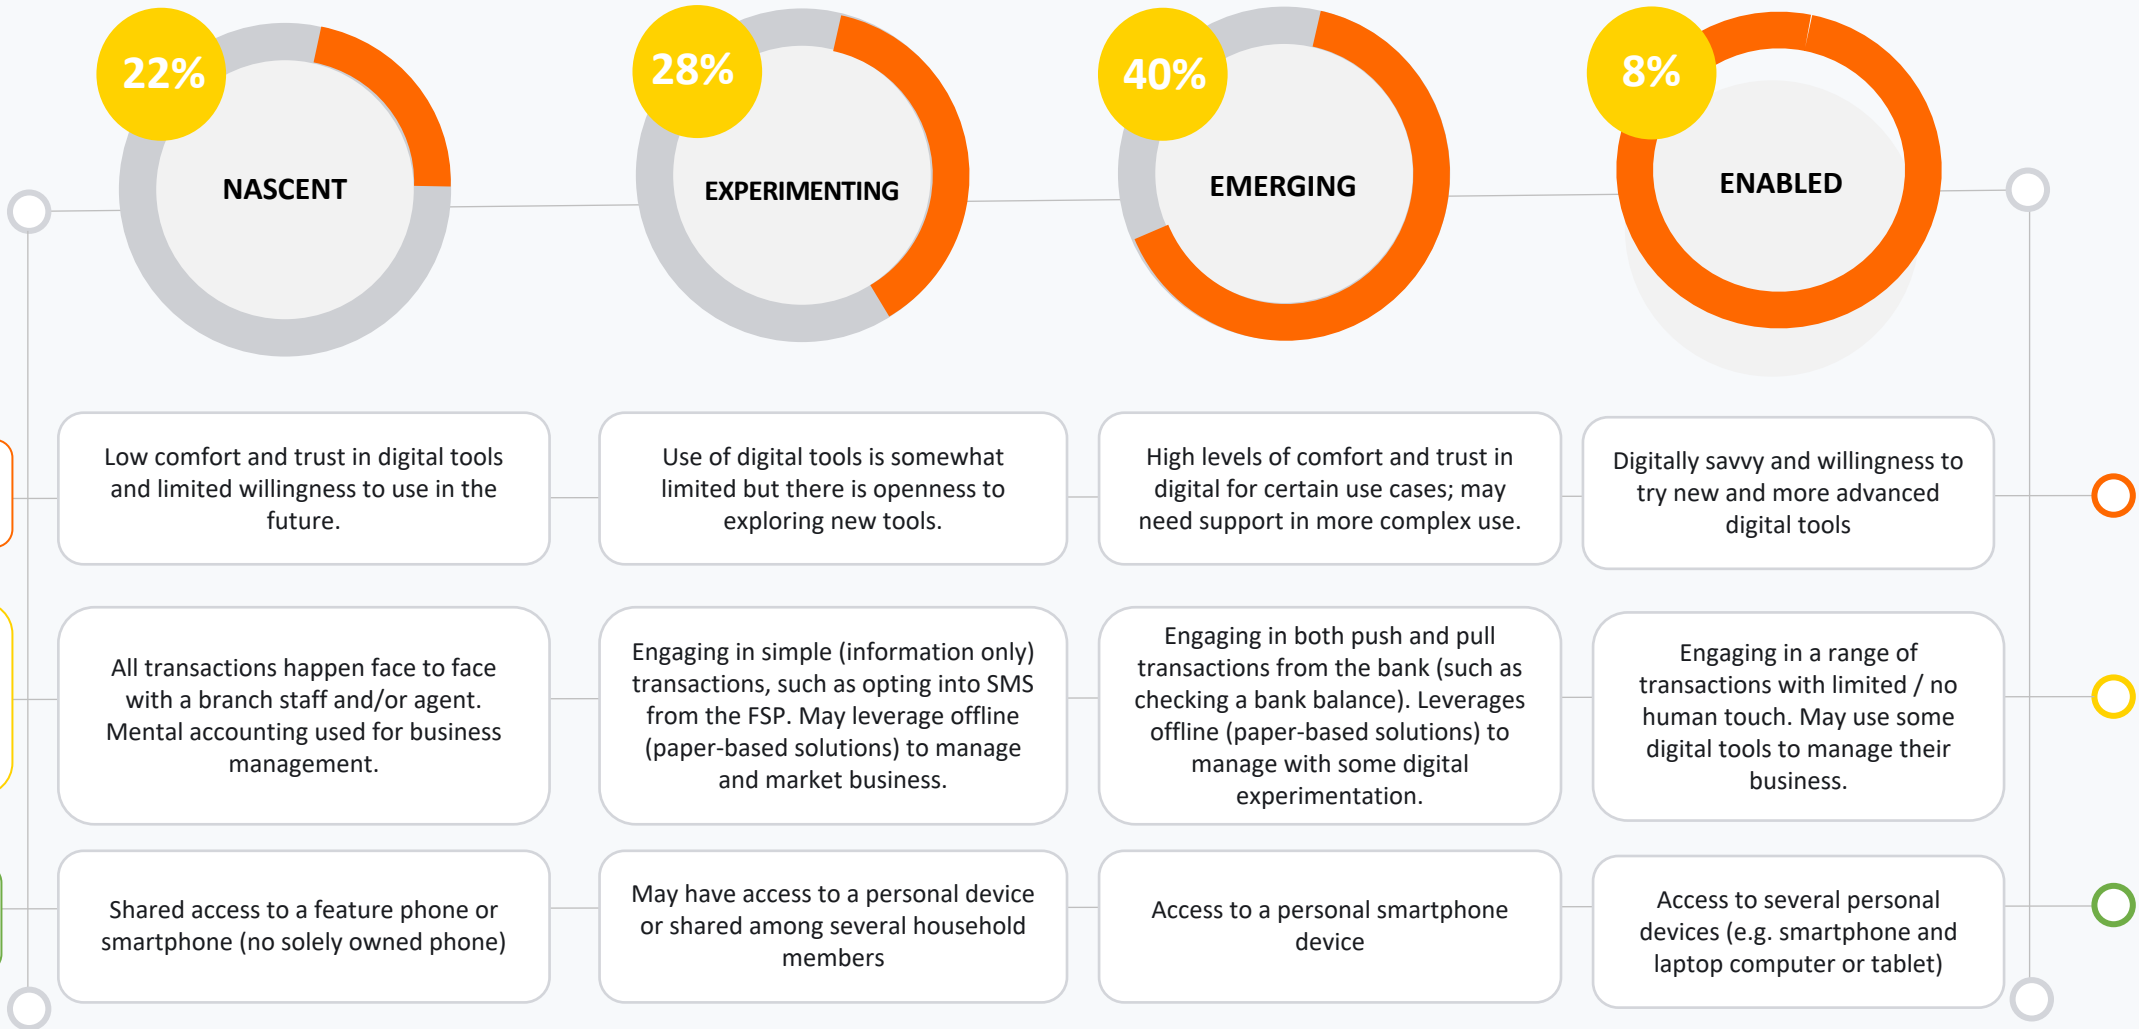 22%
NASCENT
28%
EXPERIMENTING
40%
EMERGING
8%
ENABLED
Low comfort and trust in digital tools
and limited willingness to use in the
future.
Use of digital tools is somewhat
limited but there is openness to
exploring new tools.
High levels of comfort and trust in
digital for certain use cases; may
need support in more complex use.
Digitally savvy and willingness to
try new and more advanced
digital tools
All transactions happen face to face
with a branch staff and/or agent.
Mental accounting used for business
management.
Engaging in simple (information only)
transactions, such as opting into SMS
from the FSP. May leverage offline
(paper-based solutions) to manage
and market business.
Engaging in both push and pull
transactions from the bank (such as
checking a bank balance). Leverages
offline (paper-based solutions) to
manage with some digital
experimentation.
Engaging in a range of
transactions with limited / no
human touch. May use some
digital tools to manage their
business.
Shared access to a feature phone or
smartphone (no solely owned phone)
May have access to a personal device
or shared among several household
members
Access to a personal smartphone
device
Access to several personal
devices (e.g. smartphone and
laptop computer or tablet)